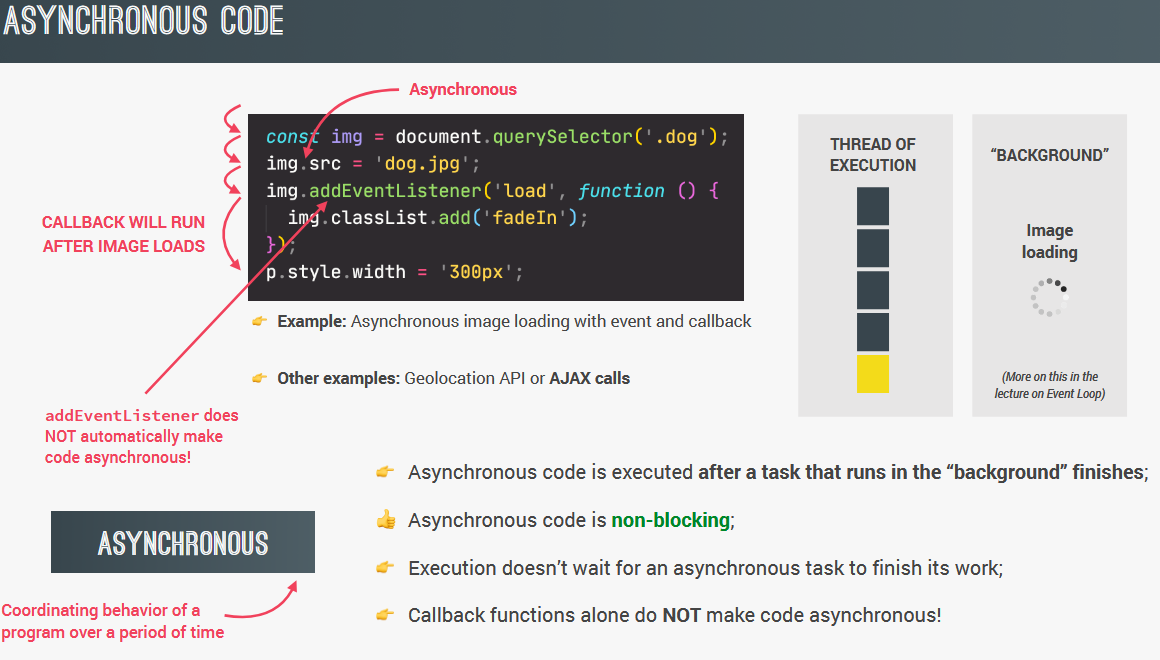 ASYNCHRONOUS CODE
Asynchronous
const img = document.querySelector('.dog');
img.src = 'dog.jpg';
img.addEventListener('load', function () {
img.classList.add('fadeIn');
});
p.style.width = '300px';
CALLBACK WILL RUN
AFTER IMAGE LOADS
👉 Example: Asynchronous image loading with event and callback
👉 Other examples: Geolocation API or AJAX calls
addEventListener does
NOT automatically make
code asynchronous!
THREAD OF
EXECUTION
“BACKGROUND”
Image
loading
(More on this in the
lecture on Event Loop)
👉 Asynchronous code is executed after a task that runs in the “background” finishes;
👍 Asynchronous code is non-blocking;
👉 Execution doesn’t wait for an asynchronous task to finish its work;
👉 Callback functions alone do NOT make code asynchronous!
ASYNCHRONOUS
Coordinating behavior of a
program over a period of time